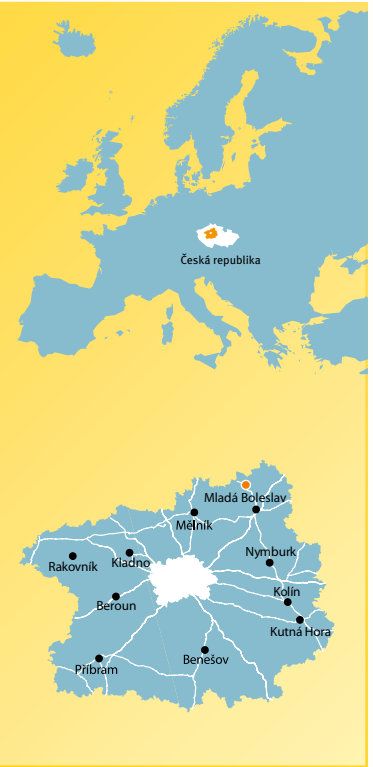 Česká republika
Mladá Boleslav
Mělník
Nymburk
Kladno
Rakovník
Kolín
Beroun
Kutná Hora
Benešov
Příbram